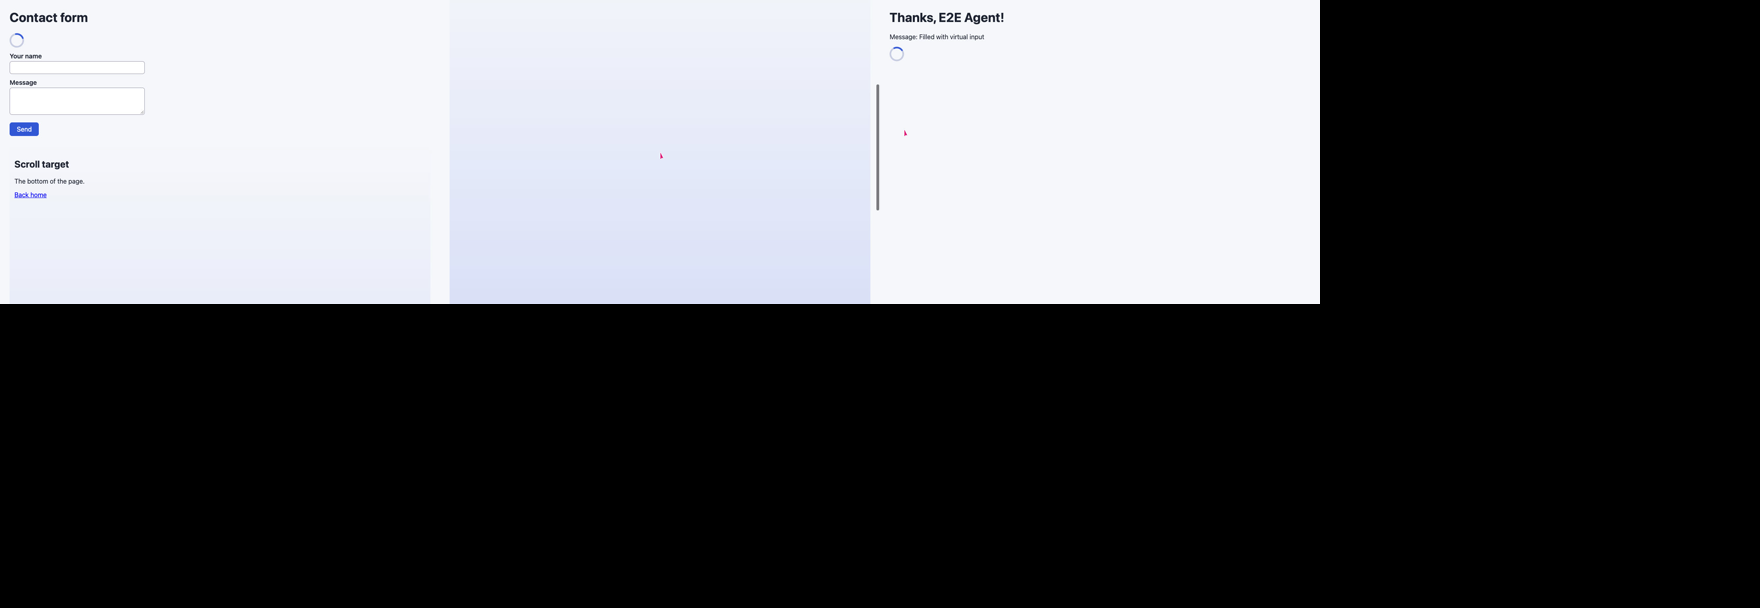 Contact form
Your name
Message
Send
Scroll target
The bottom of the page.
Back home
Thanks, E2E Agent!
Message: Filled with virtual input